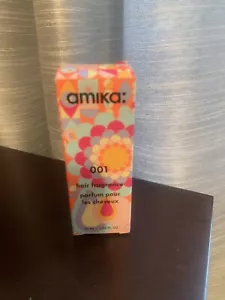 amika:
001
hair fragrance
parfum pour
les cheveux